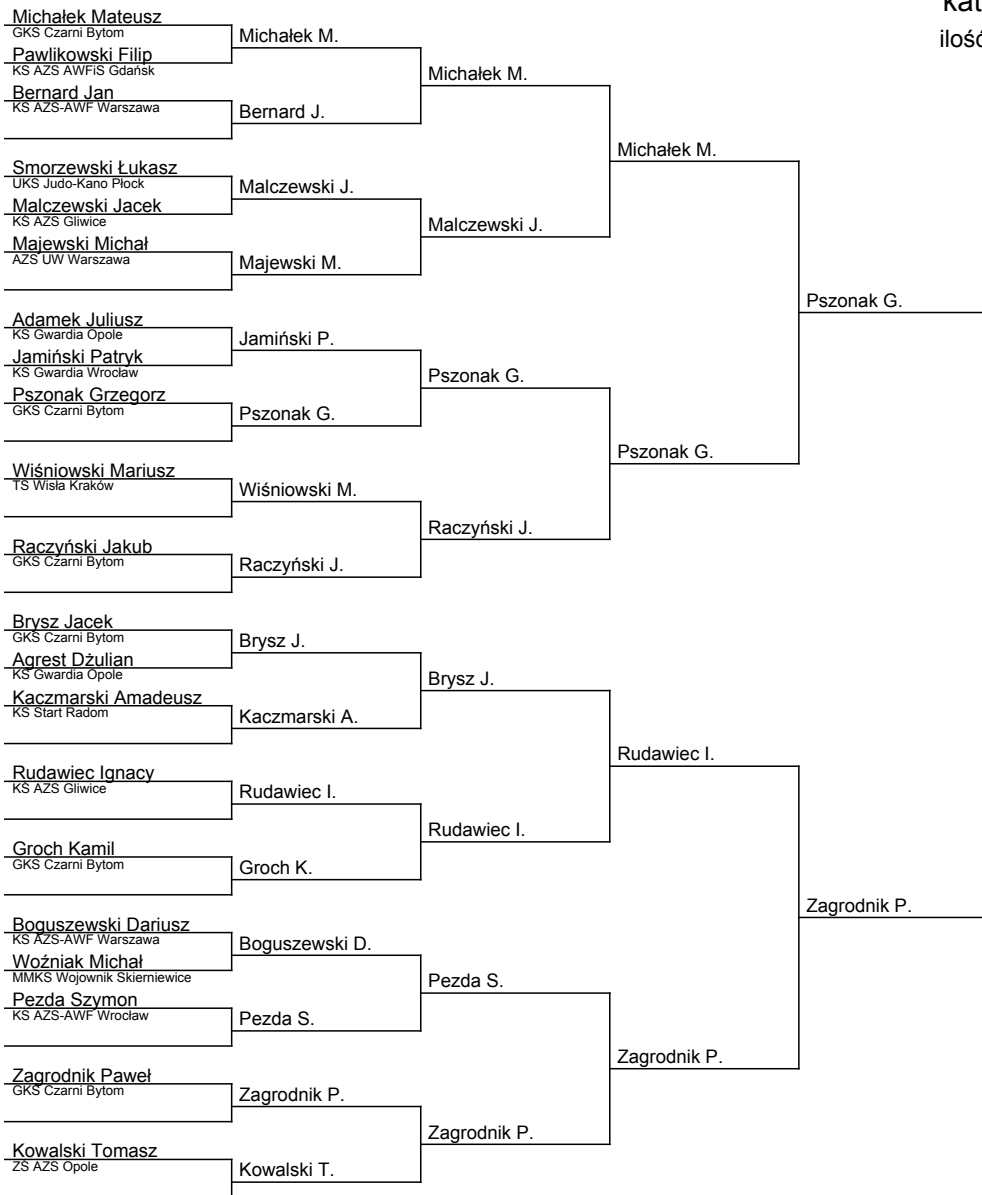 Michałek Mateusz
GKS Czarni Bytom
Pawlikowski Filip
KS AZS AWFiS Gdańsk
Bernard Jan
KS AZS-AWF Warszawa
Smorzewski Łukasz
UKS Judo-Kano Płock
Malczewski Jacek
KS AZS Gliwice
Majewski Michał
AZS UW Warszawa
Adamek Juliusz
KS Gwardia Opole
Jamiński Patryk
KS Gwardia Wrocław
Pszonak Grzegorz
GKS Czarni Bytom
Wiśniowski Mariusz
TS Wisła Kraków
Raczyński Jakub
GKS Czarni Bytom
Brysz Jacek
GKS Czarni Bytom
Agrest Dżulian
KS Gwardia Opole
Kaczmarski Amadeusz
KS Start Radom
Rudawiec Ignacy
KS AZS Gliwice
Groch Kamil
GKS Czarni Bytom
Boguszewski Dariusz
KS AZS-AWF Warszawa
Woźniak Michał
MMKS Wojownik Skierniewice
Pezda Szymon
KS AZS-AWF Wrocław
Zagrodnik Paweł
GKS Czarni Bytom
Kowalski Tomasz
ZS AZS Opole
Michałek M.
Bernard J.
Malczewski J.
Majewski M.
Jamiński P.
Pszonak G.
Wiśniowski M.
Raczyński J.
Brysz J.
Kaczmarski A.
Rudawiec I.
Groch K.
Boguszewski D.
Pezda S.
Zagrodnik P.
Kowalski T.
Michałek M.
Malczewski J.
Pszonak G.
Raczyński J.
Brysz J.
Rudawiec I.
Pezda S.
Zagrodnik P.
Michałek M.
Pszonak G.
Rudawiec I.
Zagrodnik P.
Pszonak G.
Zagrodnik P.
kat
ilość